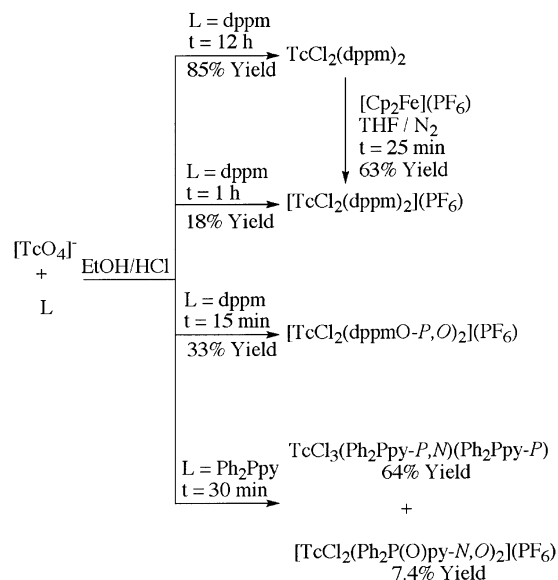 L = dppm
t = 12 h
85% Yield
TcCl2(dppm)2
[Cp2Fe](PF6)
THF / N2
t = 25 min
63% Yield
L = dppm
t = 1 h
18% Yield
[TcCl2(dppm)2](PF6)
[TcO4]-
+
L
EtOH/HCl
L = dppm
t = 15 min
33% Yield
[TcCl2(dppmO-P,O)2](PF6)
L = Ph2Ppy
t = 30 min
TcCl3(Ph2Ppy-P,N)(Ph2Ppy-P)
64% Yield
+
[TcCl2(Ph2P(O)py-N,O)2](PF6)
7.4% Yield